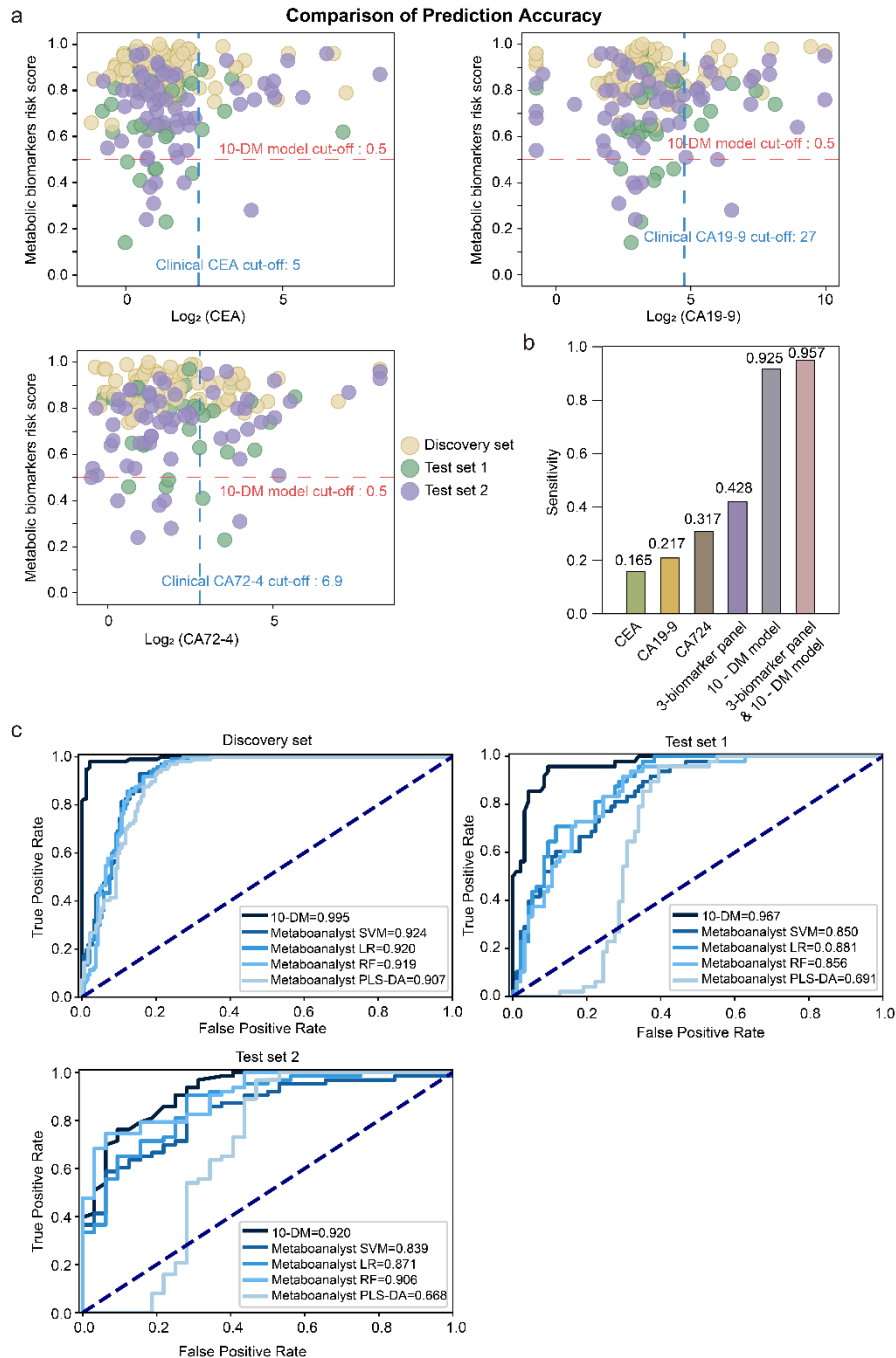 a
Comparison of Prediction Accuracy
Metabolic biomarkers risk score
1.0
0.8
0.6
0.4
0.2
0.0
10-DM model cut-off : 0.5
Clinical CEA cut-off: 5
0
5
Log₂ (CEA)
Metabolic biomarkers risk score
1.0
0.8
0.6
0.4
0.2
0.0
10-DM model cut-off : 0.5
Clinical CA19-9 cut-off: 27
0
5
10
Log₂ (CA19-9)
Metabolic biomarkers risk score
1.0
0.8
0.6
0.4
0.2
0.0
10-DM model cut-off : 0.5
Clinical CA72-4 cut-off : 6.9
0
5
Log₂ (CA72-4)
Discovery set
Test set 1
Test set 2
b
Sensitivity
1.0
0.8
0.6
0.4
0.2
0.0
0.165
0.217
0.317
0.428
0.925
0.957
CEA
CA19-9
CA724
3-biomarker panel
10 - DM model
3-biomarker panel
& 10 - DM model
c
Discovery set
True Positive Rate
1.0
0.8
0.6
0.4
0.2
0.0
10-DM=0.995
Metaboanalyst SVM=0.924
Metaboanalyst LR=0.920
Metaboanalyst RF=0.919
Metaboanalyst PLS-DA=0.907
0.0
0.2
0.4
0.6
0.8
1.0
False Positive Rate
Test set 1
True Positive Rate
1.0
0.8
0.6
0.4
0.2
0.0
10-DM=0.967
Metaboanalyst SVM=0.850
Metaboanalyst LR=0.0.881
Metaboanalyst RF=0.856
Metaboanalyst PLS-DA=0.691
0.0
0.2
0.4
0.6
0.8
1.0
False Positive Rate
Test set 2
True Positive Rate
1.0
0.8
0.6
0.4
0.2
0.0
10-DM=0.920
Metaboanalyst SVM=0.839
Metaboanalyst LR=0.871
Metaboanalyst RF=0.906
Metaboanalyst PLS-DA=0.668
0.0
0.2
0.4
0.6
0.8
1.0
False Positive Rate